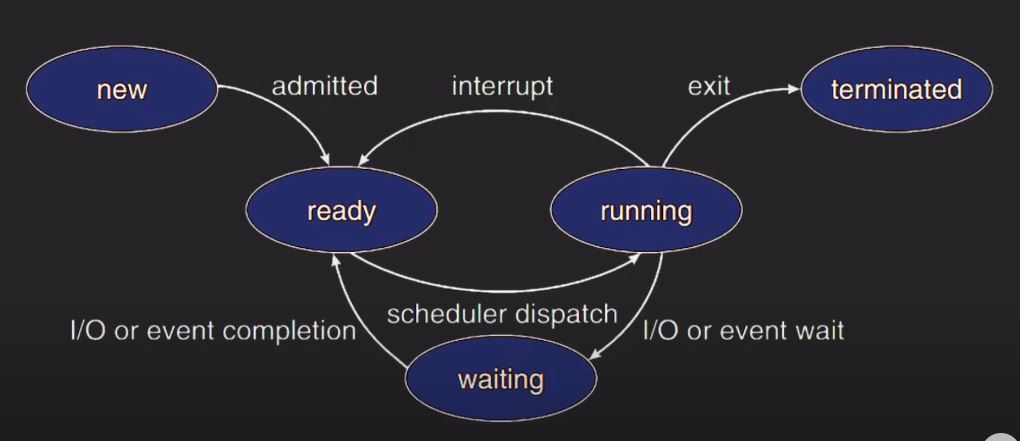 new
admitted
interrupt
exit
terminated
ready
running
scheduler dispatch
I/O or event completion
I/O or event wait
waiting